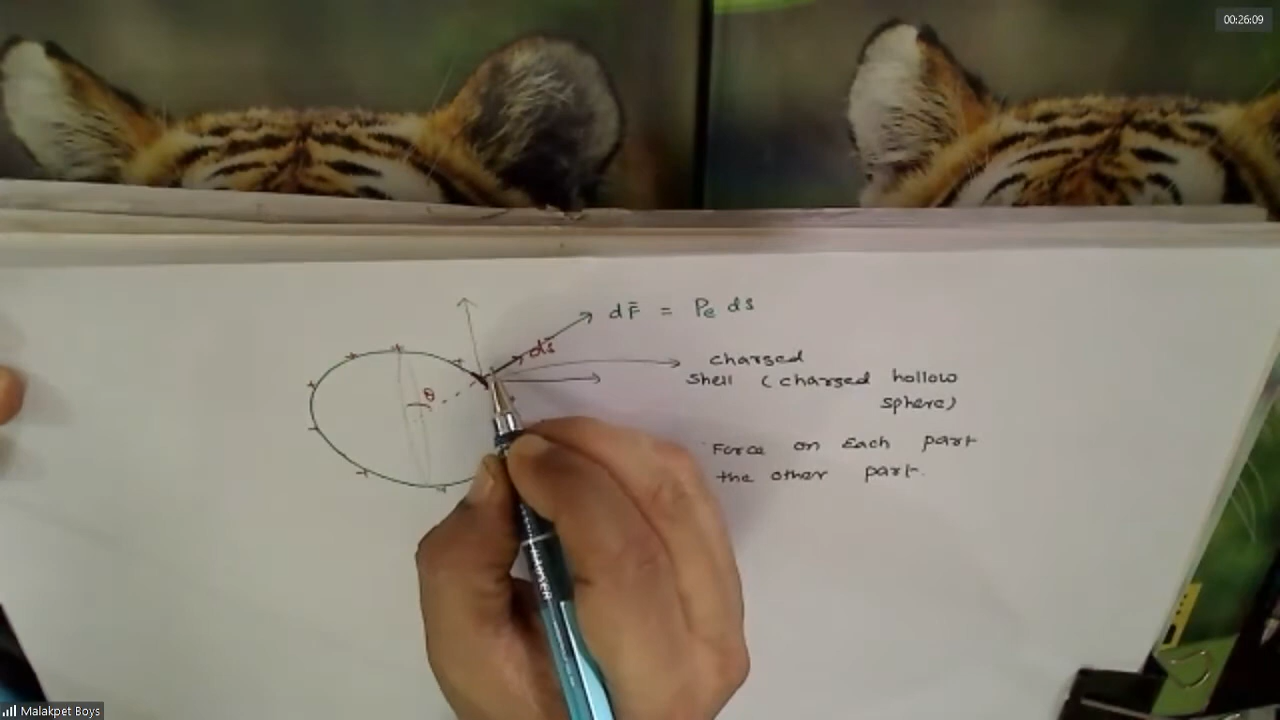 00:26:09
dF̄ = Pe ds
ds̄
θ
charged
shell (charged hollow
sphere)
Force on Each part
the other part.
Malakpet Boys